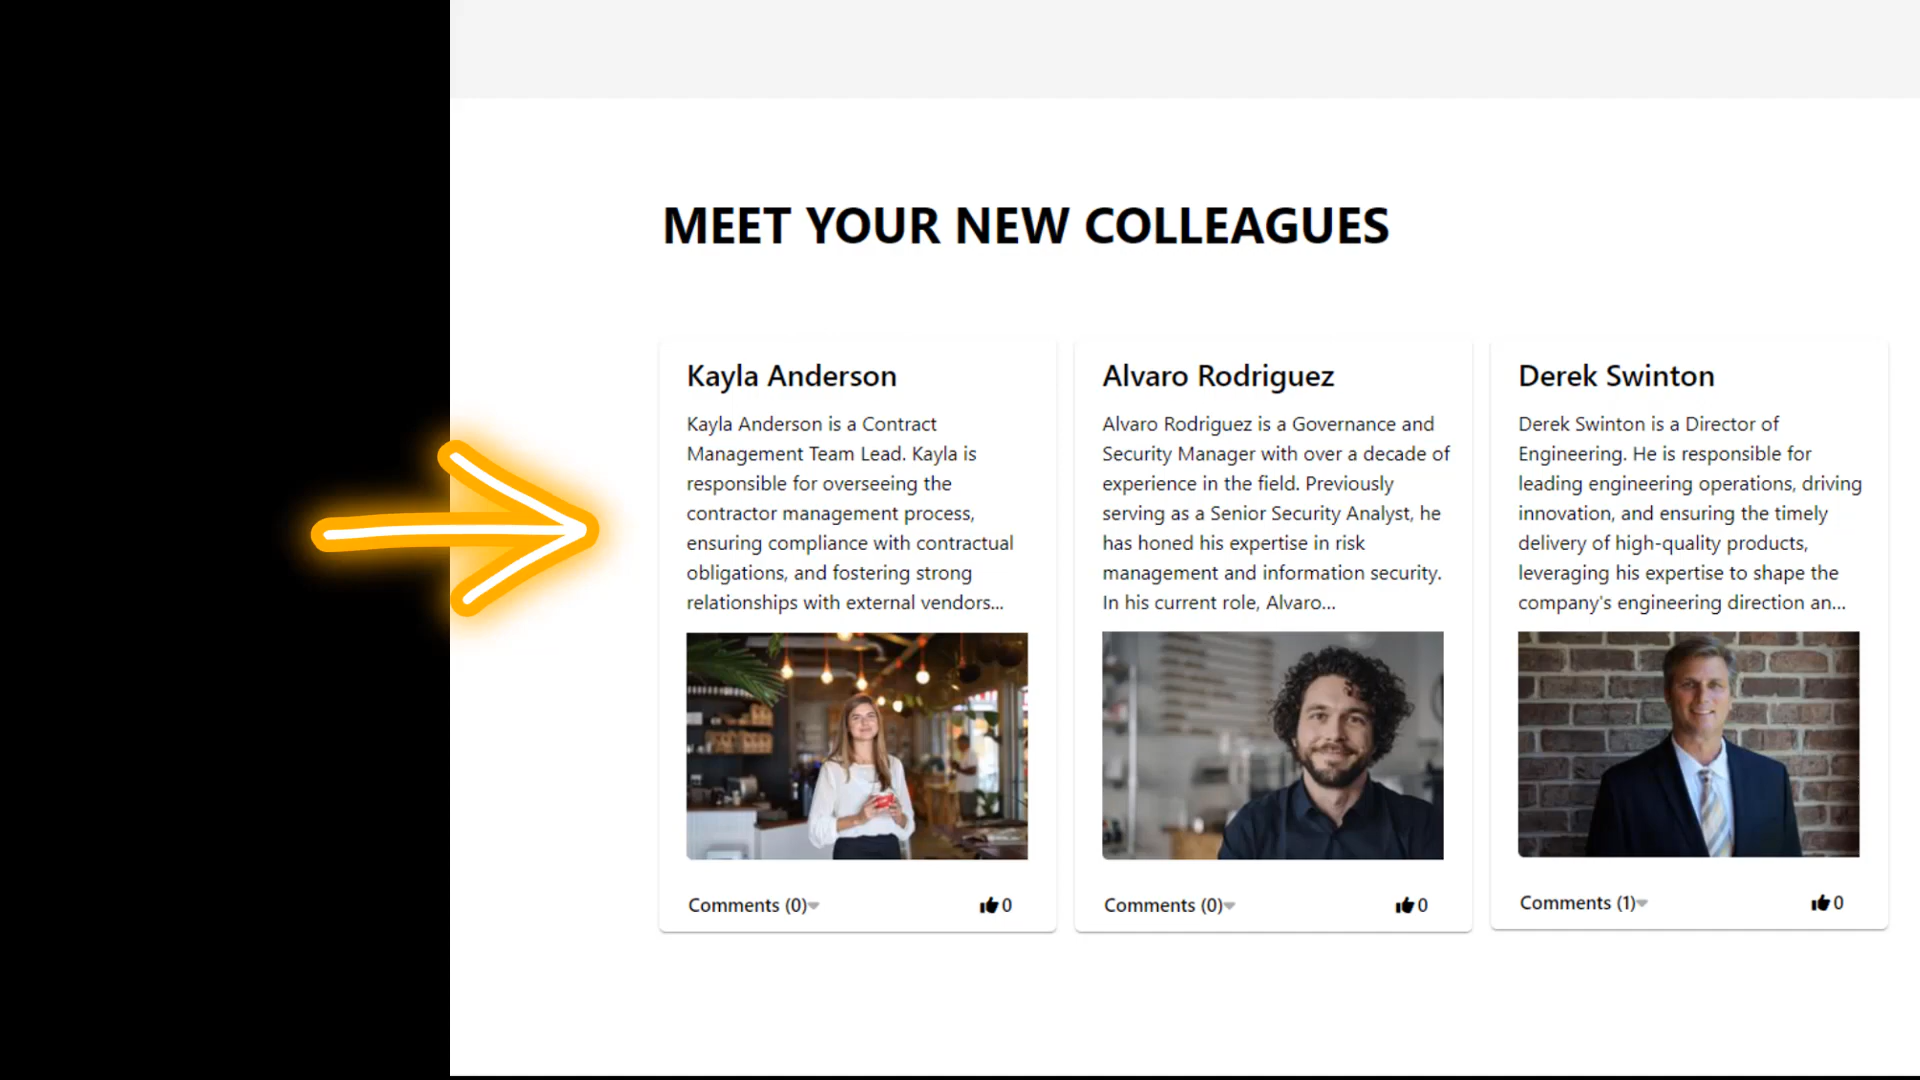 MEET YOUR NEW COLLEAGUES
Kayla Anderson
Kayla Anderson is a Contract
Management Team Lead. Kayla is
responsible for overseeing the
contractor management process,
ensuring compliance with contractual
obligations, and fostering strong
relationships with external vendors...
Comments (0)
0
Alvaro Rodriguez
Alvaro Rodriguez is a Governance and
Security Manager with over a decade of
experience in the field. Previously
serving as a Senior Security Analyst, he
has honed his expertise in risk
management and information security.
In his current role, Alvaro...
Comments (0)
0
Derek Swinton
Derek Swinton is a Director of
Engineering. He is responsible for
leading engineering operations, driving
innovation, and ensuring the timely
delivery of high-quality products,
leveraging his expertise to shape the
company's engineering direction an...
Comments (1)
0